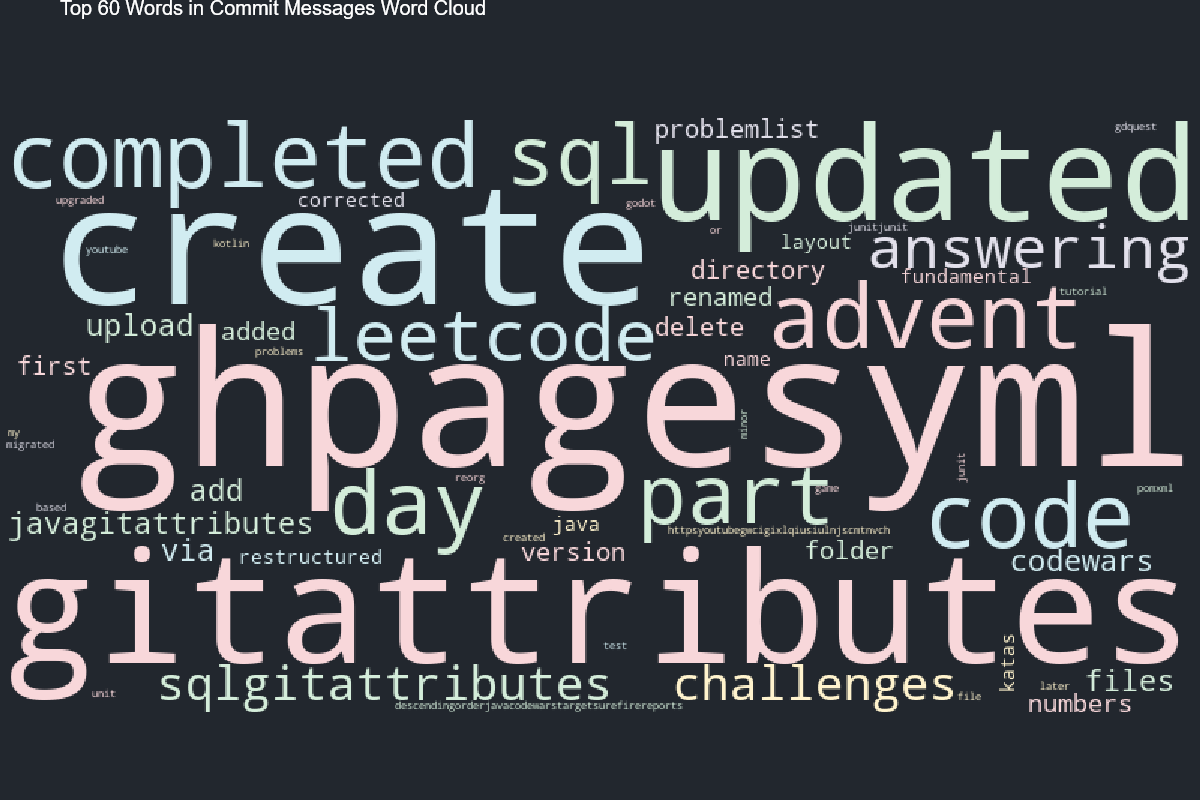 Top 60 Words in Commit Messages Word Cloud
completed
sql
problemlist
updated
gdquest
upgraded
corrected
godot
create
youtube
kotlin
or
junitjunit
layout
answering
directory
fundamental
renamed
advent
tutorial
upload
added
leetcode
delete
problems
name
first
ghpagesyml
my
migrated
minor
junit
reorg
add
day
part
game
code
pomxml
based
javagitattributes
java
httpsyoutubegwcigixlqiusiulnjscmtnvch
created
via
restructured
version
folder
codewars
gitattributes
test
katas
sqlgitattributes
challenges
files
unit
file
later
descendingorderjavacodewarstargetsurefirereports
numbers